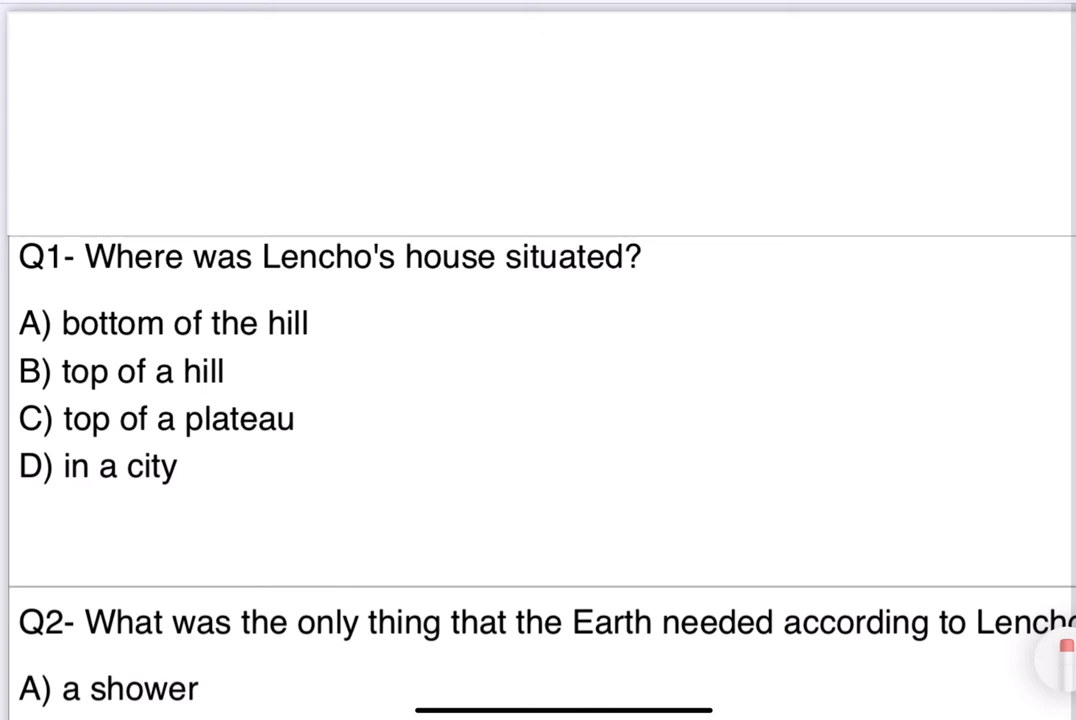 Q1- Where was Lencho's house situated?
A) bottom of the hill
B) top of a hill
C) top of a plateau
D) in a city
Q2- What was the only thing that the Earth needed according to
A) a shower